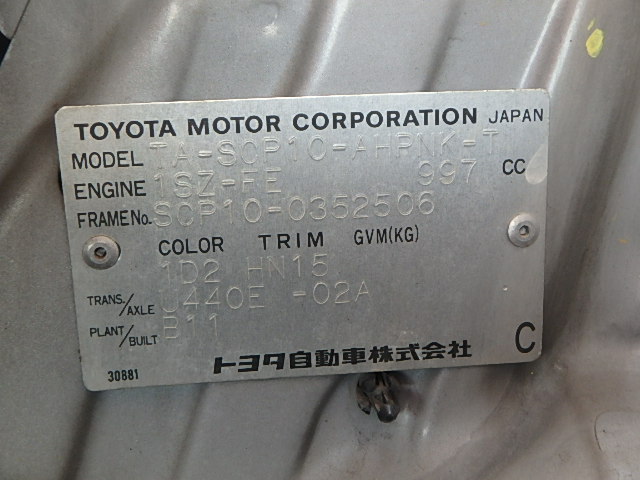 TOYOTA MOTOR CORPORATION JAPAN
MODEL TA-SCP10-AHPNK-T
ENGINE 1SZ-FE 997 CC
FRAME No. SCP10-0352506
COLOR TRIM GVM(KG)
1D2 HN15
TRANS./AXLE U440E -02A
PLANT/BUILT B11
トヨタ自動車株式会社
C
30881